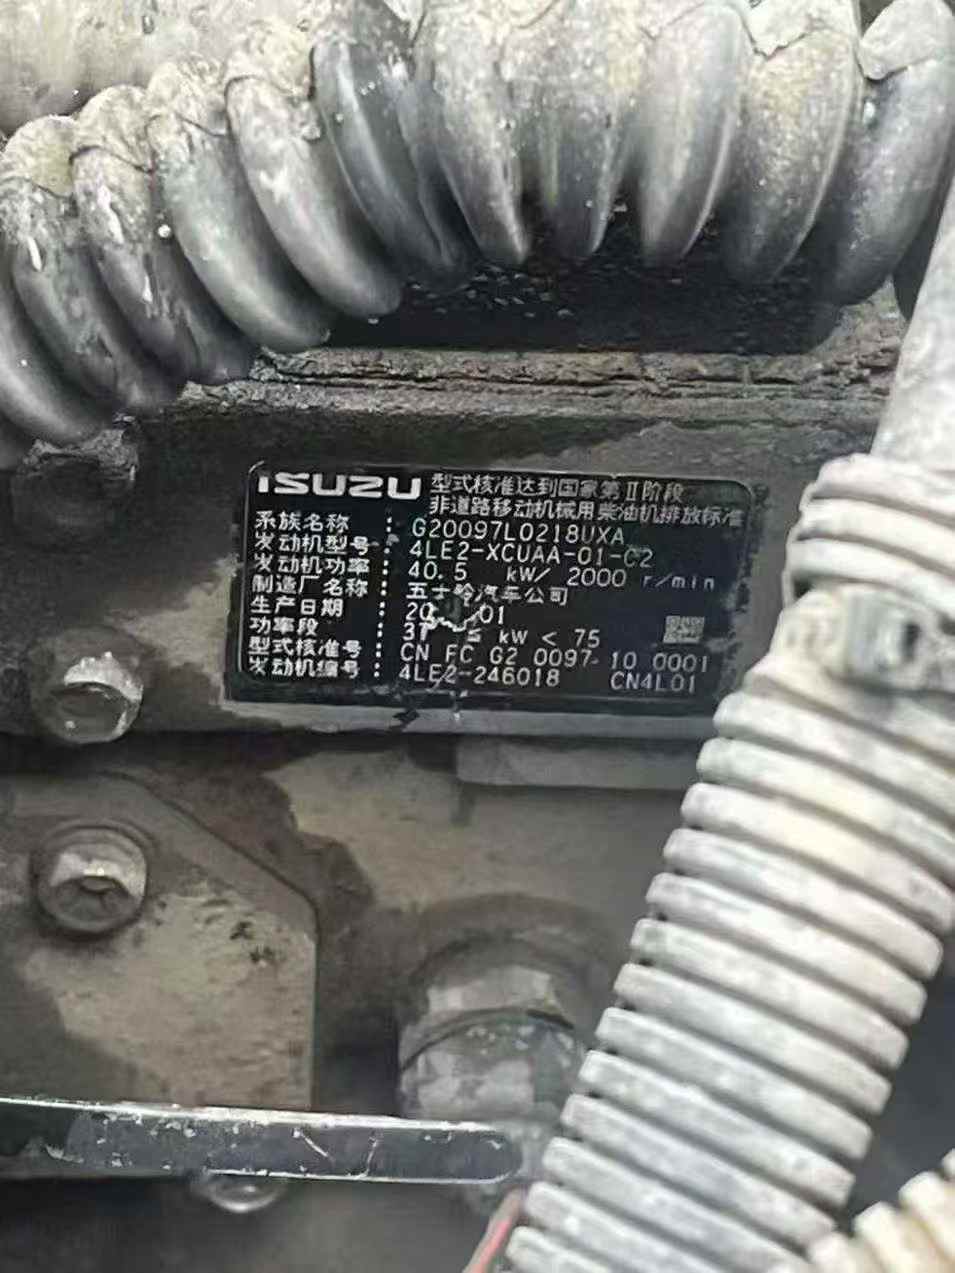 ISUZU 型式核准达到国家第Ⅱ阶段
非道路移动机械用柴油机排放标准
系族名称 : G20097L0218UXA
发动机型号 : 4LE2-XCUAA-01-C2
发动机功率 : 40.5 kW/ 2000 r/min
制造厂名称 : 五十铃汽车公司
生产日期 : 20 01
功率段 : 37 kW < 75
型式核准号 : CN FC G2 0097 10 0001
发动机编号 : 4LE2-246018 CN4L01